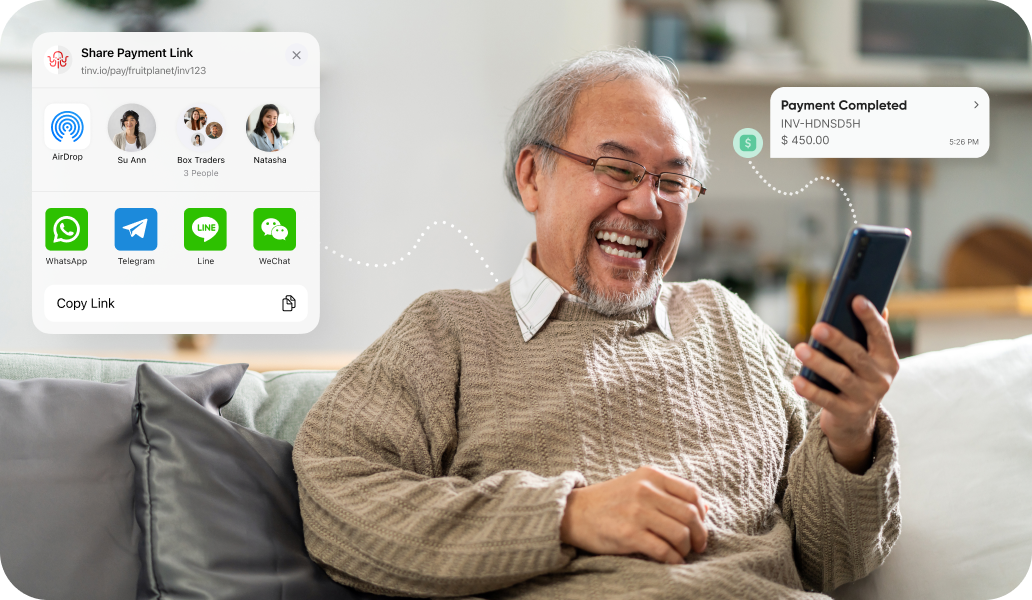 Share Payment Link
tinv.io/pay/fruitplanet/inv123
AirDrop
Su Ann
Box Traders
3 People
Natasha
WhatsApp
Telegram
LINE
Line
WeChat
Copy Link
Payment Completed
INV-HDNSD5H
$ 450.00
5:26 PM
$